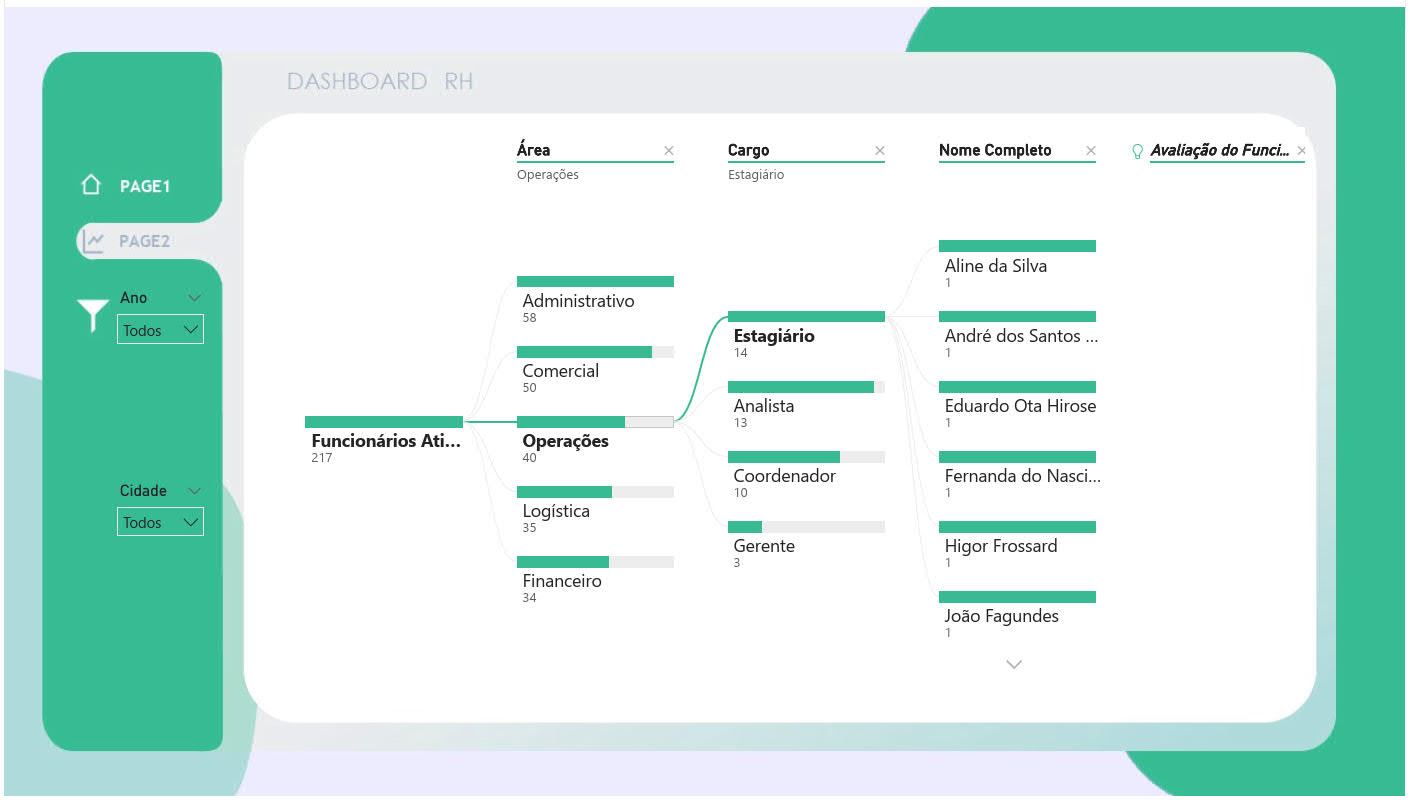 DASHBOARD RH
PAGE1
PAGE2
Ano
Todos
Cidade
Todos
Área
Operações
Cargo
Estagiário
Nome Completo
Avaliação do Funci...
Funcionários Ati...
217
Administrativo
58
Comercial
50
Operações
40
Logística
35
Financeiro
34
Estagiário
14
Analista
13
Coordenador
10
Gerente
3
Aline da Silva
1
André dos Santos ...
1
Eduardo Ota Hirose
1
Fernanda do Nasci...
1
Higor Frossard
1
João Fagundes
1